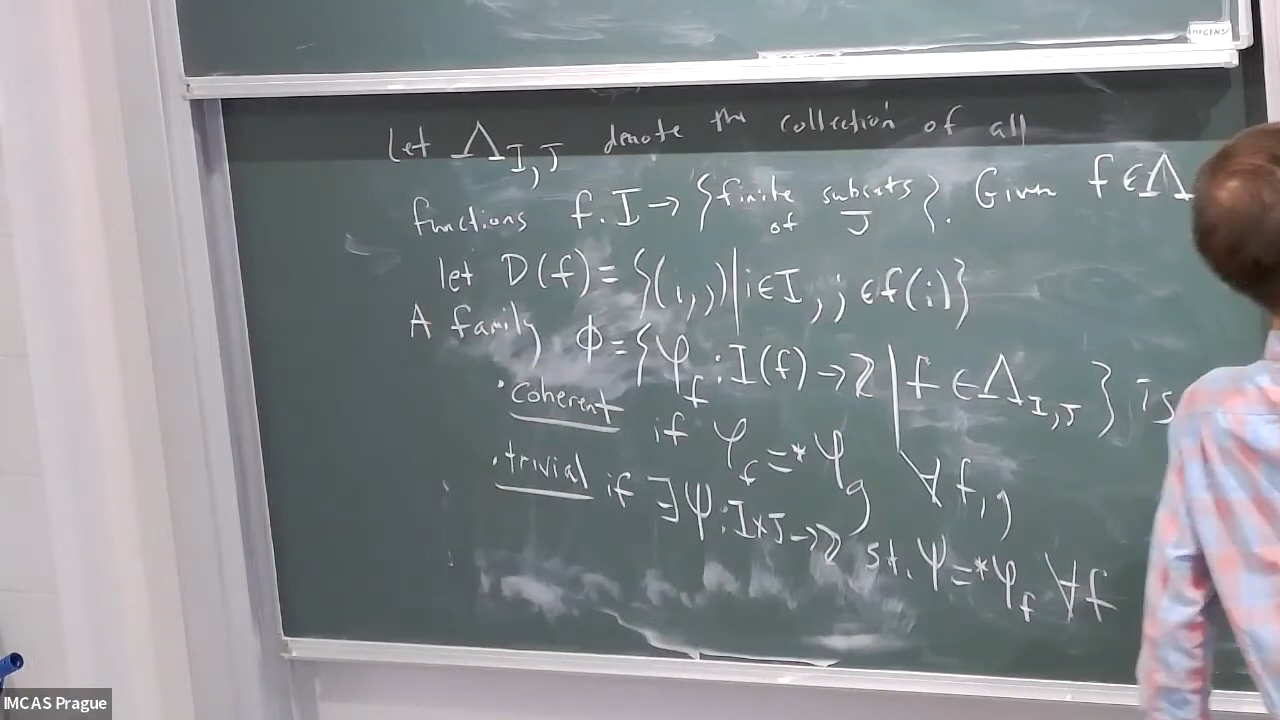 Let Λ_{I,J} denote the collection of all
functions f: I → {finite subsets of J}. Given f ∈ Λ
let D(f) = {(i,j) | i ∈ I, j ∈ f(i)}
A family Φ = {φ_f : I(f) → ℤ | f ∈ Λ_{I,J}} is
· coherent if φ_f =* φ_g ∀ f, g
· trivial if ∃ψ : I×J → ℤ st. ψ =* φ_f ∀f
IMCAS Prague